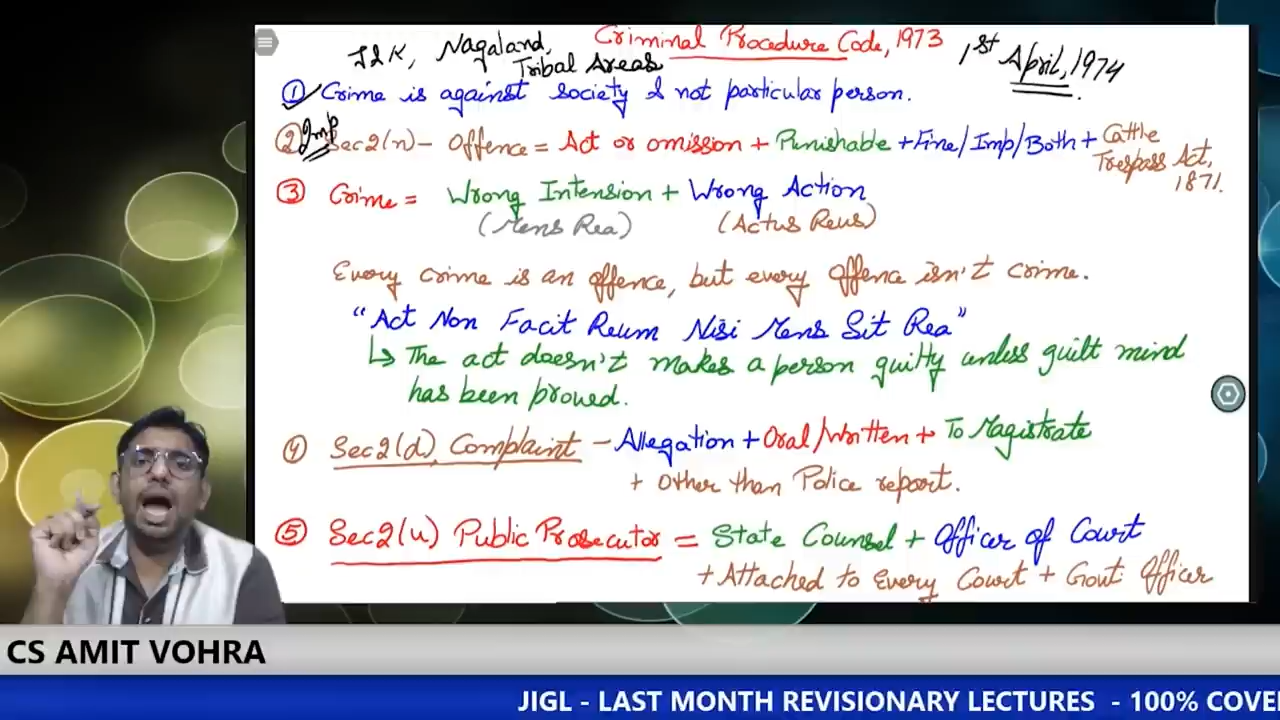 Criminal Procedure Code, 1973
J&K, Nagaland,
Tribal Areas
1st April, 1974
① Crime is against society & not particular person.
② Imp Sec2(n) - Offence = Act or omission + Punishable + Fine/Imp/Both + Cattle
Trespass Act,
1871.
③ Crime = Wrong Intension + Wrong Action
(Mens Rea) (Actus Reus)
Every crime is an offence, but every offence isn't crime.
"Act Non Facit Reum Nisi Mens Sit Rea"
↳ The act doesn't makes a person guilty unless guilt mind
has been proved.
④ Sec2(d) Complaint - Allegation + Oral/Written + To Magistrate
+ Other than Police report.
⑤ Sec2(u) Public Prosecutor = State Counsel + Officer of Court
+ Attached to Every Court + Govt Officer
CS AMIT VOHRA
JIGL - LAST MONTH REVISIONARY LECTURES - 100% COVE